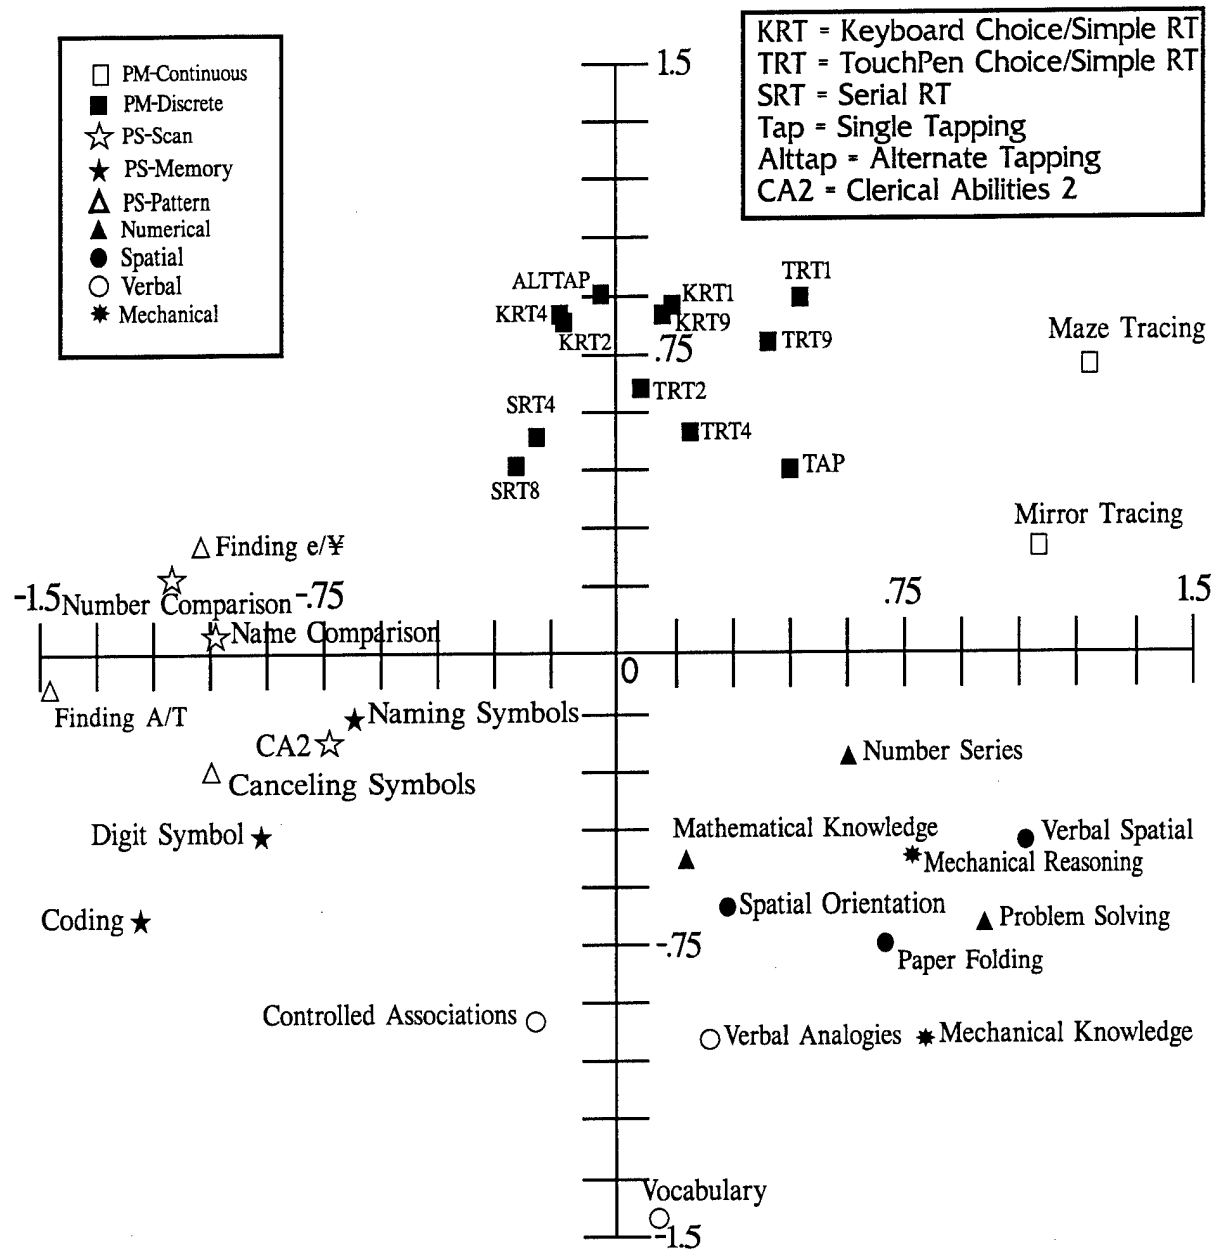 PM-Continuous
PM-Discrete
PS-Scan
PS-Memory
PS-Pattern
Numerical
Spatial
Verbal
Mechanical
KRT = Keyboard Choice/Simple RT
TRT = TouchPen Choice/Simple RT
SRT = Serial RT
Tap = Single Tapping
Alttap = Alternate Tapping
CA2 = Clerical Abilities 2
1.5
TRT1
ALTTAP
KRT1
KRT4
KRT9
KRT2
TRT9
Maze Tracing
.75
TRT2
SRT4
TRT4
TAP
SRT8
Mirror Tracing
Finding e/¥
-1.5
Number Comparison
-.75
.75
1.5
Name Comparison
0
Finding A/T
Naming Symbols
CA2
Number Series
Canceling Symbols
Digit Symbol
Mathematical Knowledge
Verbal Spatial
Mechanical Reasoning
Coding
Spatial Orientation
Problem Solving
-.75
Paper Folding
Controlled Associations
Verbal Analogies
Mechanical Knowledge
Vocabulary
-1.5